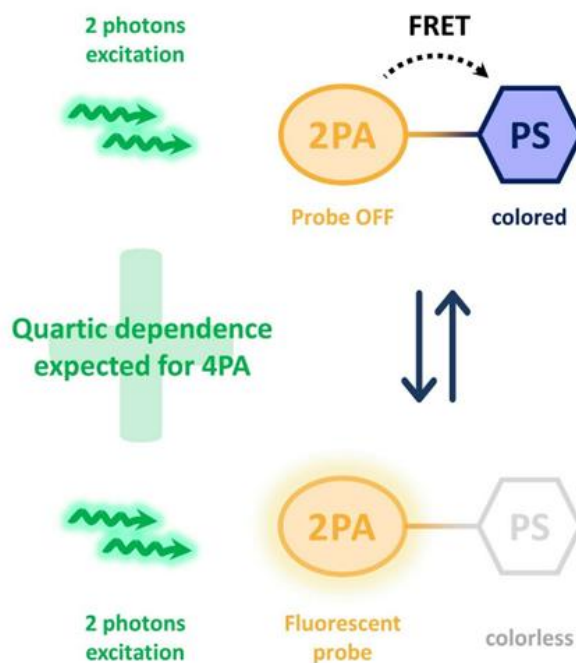 2 photons
excitation
FRET
2PA
PS
Probe OFF
colored
Quartic dependence
expected for 4PA
2PA
PS
2 photons
excitation
Fluorescent
probe
colorless